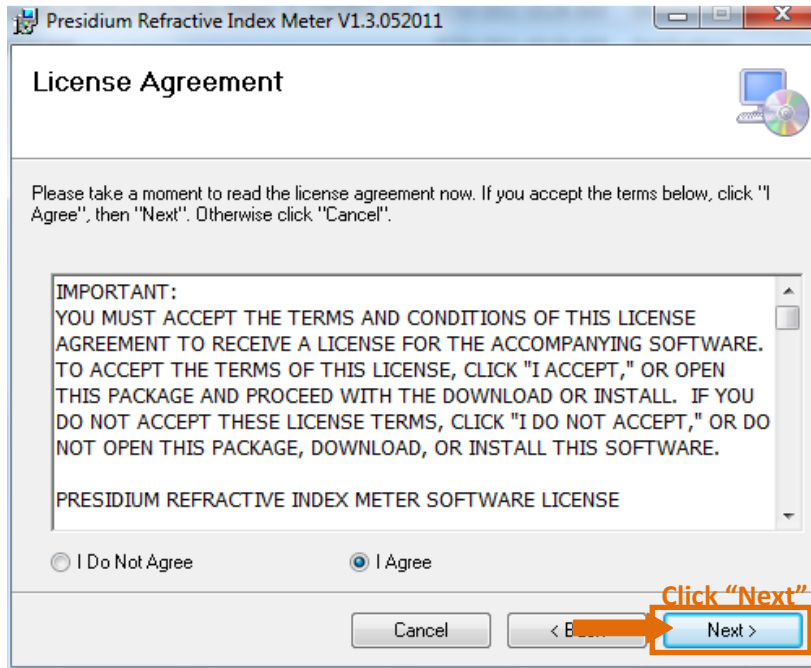 Presidium Refractive Index Meter V1.3.052011
License Agreement
Please take a moment to read the license agreement now. If you accept the terms below, click "I
Agree", then "Next". Otherwise click "Cancel".
IMPORTANT:
YOU MUST ACCEPT THE TERMS AND CONDITIONS OF THIS LICENSE
AGREEMENT TO RECEIVE A LICENSE FOR THE ACCOMPANYING SOFTWARE.
TO ACCEPT THE TERMS OF THIS LICENSE, CLICK "I ACCEPT," OR OPEN
THIS PACKAGE AND PROCEED WITH THE DOWNLOAD OR INSTALL.  IF YOU
DO NOT ACCEPT THESE LICENSE TERMS, CLICK "I DO NOT ACCEPT," OR DO
NOT OPEN THIS PACKAGE, DOWNLOAD, OR INSTALL THIS SOFTWARE.
PRESIDIUM REFRACTIVE INDEX METER SOFTWARE LICENSE
I Do Not Agree
I Agree
Click “Next”
Cancel
<
Next >